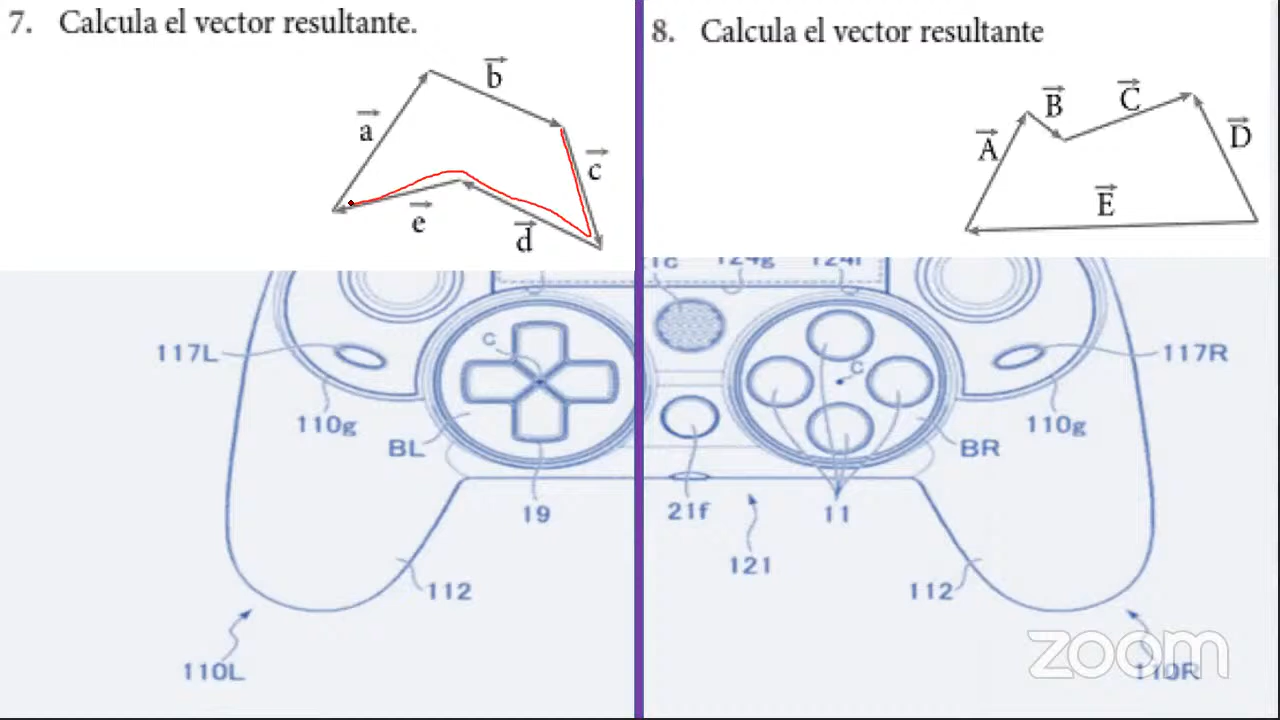 7. Calcula el vector resultante.
a
b
c
d
e
8. Calcula el vector resultante
A
B
C
D
E
124g
117L
110g
BL
C
19
112
110L
21f
121
C
11
BR
117R
110g
112
110R
zoom